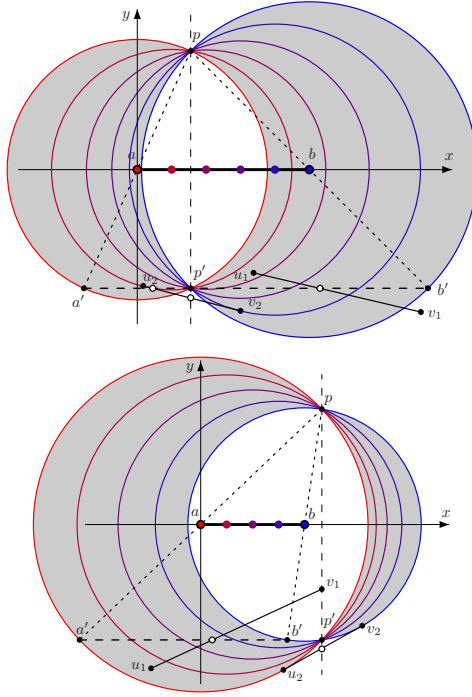 y
p
a
b
x
u₁
u₂
p′
a′
b′
v₂
v₁
y
p
a
b
x
v₁
a′
b′
p′
v₂
u₁
u₂